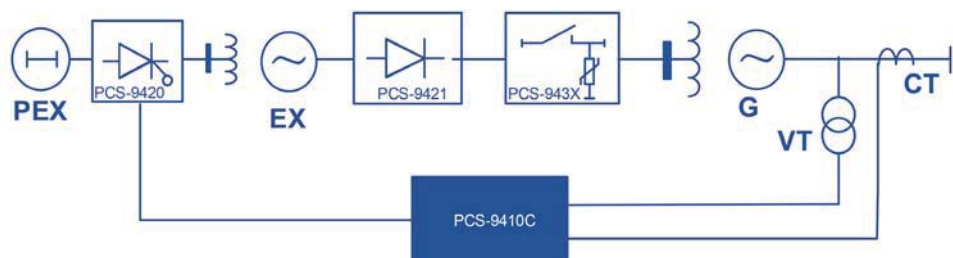 PEX
PCS-9420
EX
PCS-9421
PCS-943X
G
VT
CT
PCS-9410C